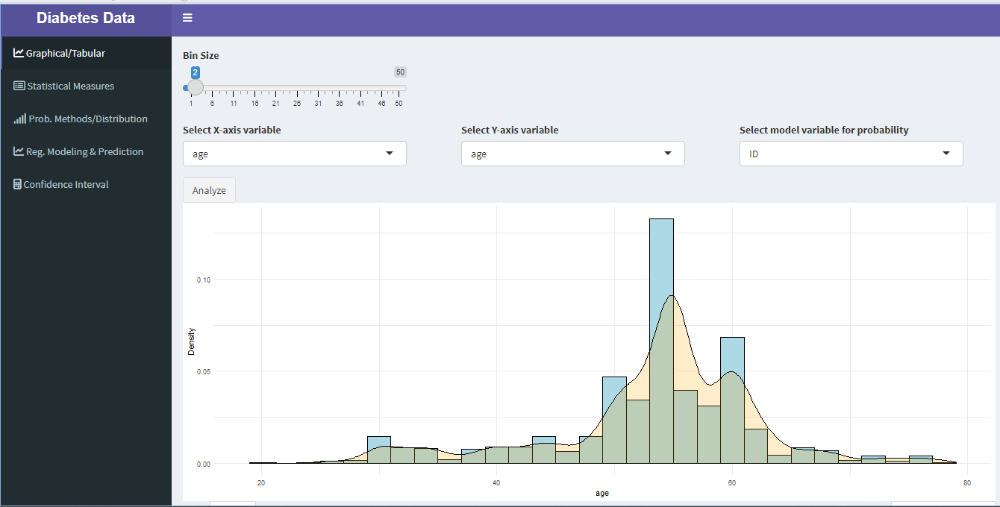 Diabetes Data
Graphical/Tabular
Statistical Measures
Prob. Methods/Distribution
Reg. Modeling & Prediction
Confidence Interval
Bin Size
2 50
1 6 11 16 21 26 31 36 41 46 50
Select X-axis variable Select Y-axis variable Select model variable for probability
age age ID
Analyze
Density
0.10
0.05
0.00
20 40 60 80
age